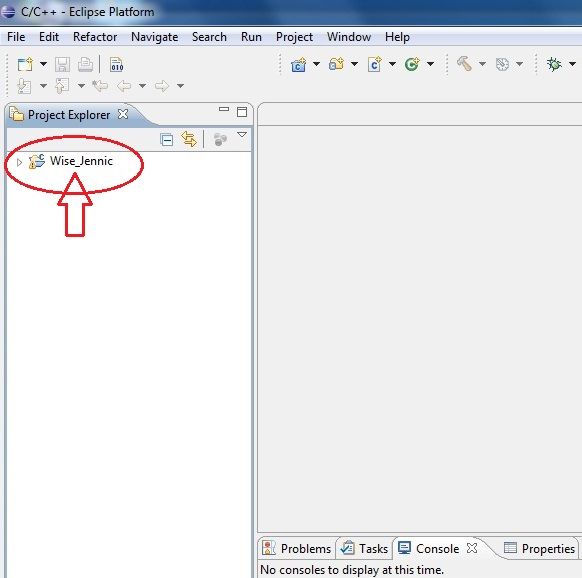 C/C++ - Eclipse Platform
File Edit Refactor Navigate Search Run Project Window Help
010
Project Explorer
Wise_Jennic
Problems Tasks Console Properties
No consoles to display at this time.